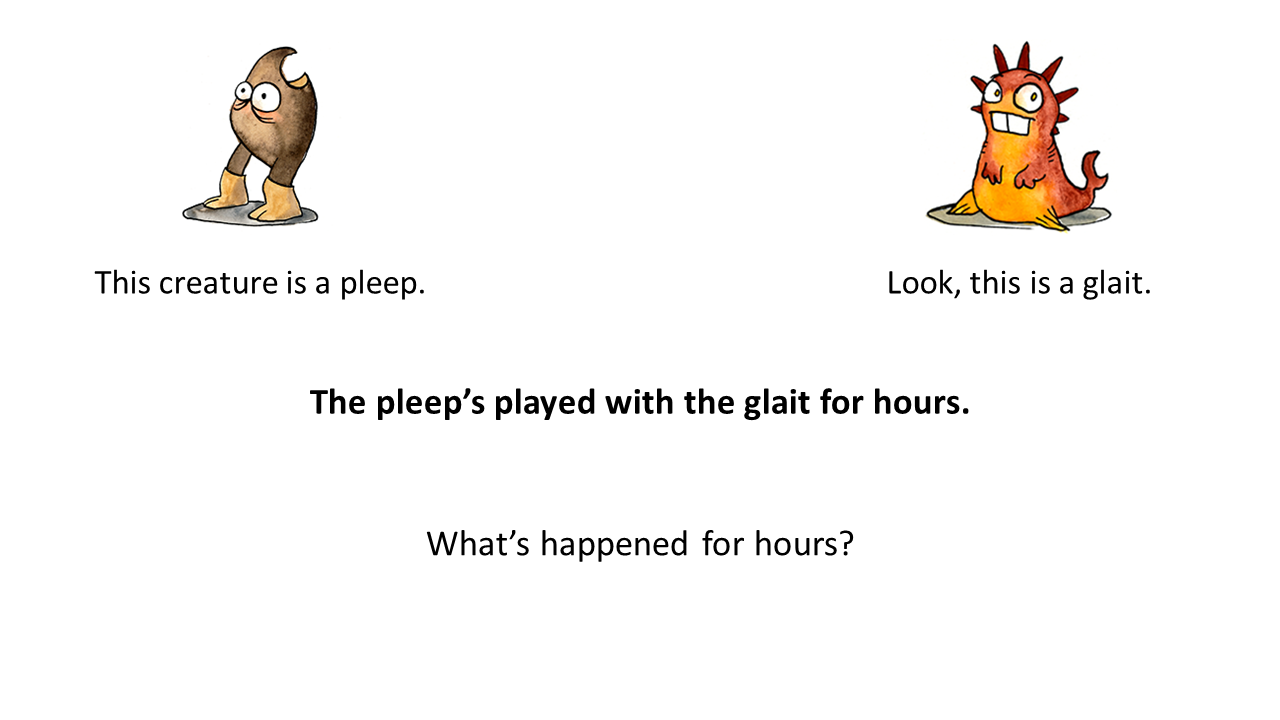 This creature is a pleep.
Look, this is a glait.
The pleep’s played with the glait for hours.
What’s happened for hours?